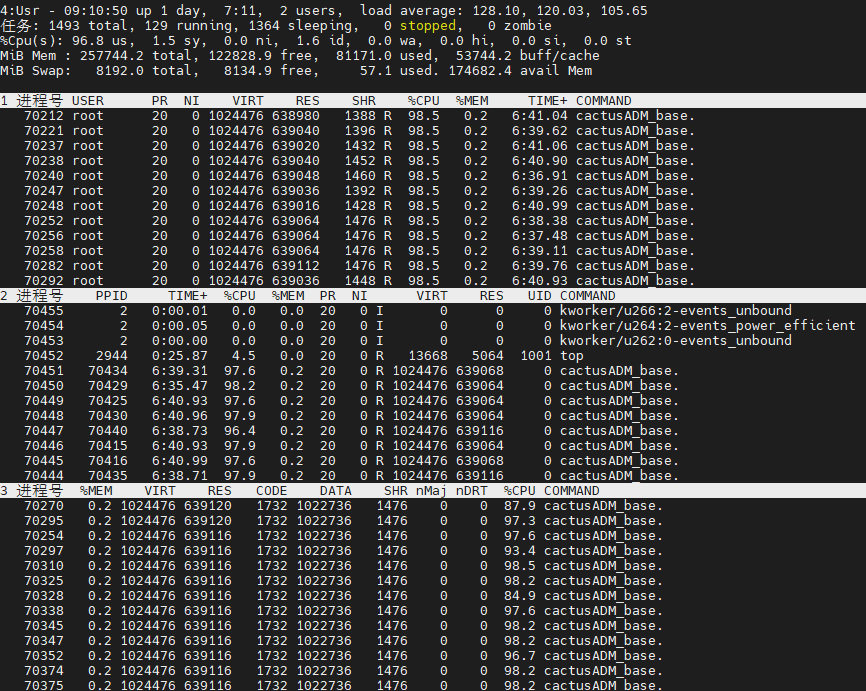 4:Usr - 09:10:50 up 1 day,  7:11,  2 users,  load average: 128.10, 120.03, 105.65
任务: 1493 total, 129 running, 1364 sleeping,   0 stopped,   0 zombie
%Cpu(s): 96.8 us,  1.5 sy,  0.0 ni,  1.6 id,  0.0 wa,  0.0 hi,  0.0 si,  0.0 st
MiB Mem : 257744.2 total, 122828.9 free,  81171.0 used,  53744.2 buff/cache
MiB Swap:   8192.0 total,   8134.9 free,     57.1 used. 174682.4 avail Mem
1 进程号 USER      PR  NI    VIRT    RES    SHR    %CPU  %MEM     TIME+ COMMAND
70212 root      20   0 1024476 638980   1388 R  98.5   0.2   6:41.04 cactusADM_base.
70221 root      20   0 1024476 639040   1396 R  98.5   0.2   6:39.62 cactusADM_base.
70237 root      20   0 1024476 639020   1432 R  98.5   0.2   6:41.06 cactusADM_base.
70238 root      20   0 1024476 639040   1452 R  98.5   0.2   6:40.90 cactusADM_base.
70240 root      20   0 1024476 639048   1460 R  98.5   0.2   6:36.91 cactusADM_base.
70247 root      20   0 1024476 639036   1392 R  98.5   0.2   6:39.26 cactusADM_base.
70248 root      20   0 1024476 639016   1428 R  98.5   0.2   6:40.99 cactusADM_base.
70252 root      20   0 1024476 639064   1476 R  98.5   0.2   6:38.38 cactusADM_base.
70256 root      20   0 1024476 639064   1476 R  98.5   0.2   6:37.48 cactusADM_base.
70258 root      20   0 1024476 639064   1476 R  98.5   0.2   6:39.11 cactusADM_base.
70282 root      20   0 1024476 639112   1476 R  98.5   0.2   6:39.76 cactusADM_base.
70292 root      20   0 1024476 639036   1448 R  98.5   0.2   6:40.93 cactusADM_base.
2 进程号    PPID     TIME+  %CPU  %MEM  PR  NI      VIRT    RES   UID COMMAND
70455       2   0:00.01   0.0   0.0  20   0 I       0      0     0 kworker/u266:2-events_unbound
70454       2   0:00.05   0.0   0.0  20   0 I       0      0     0 kworker/u264:2-events_power_efficient
70453       2   0:00.00   0.0   0.0  20   0 I       0      0     0 kworker/u262:0-events_unbound
70452    2944   0:25.87   4.5   0.0  20   0 R   13668   5064  1001 top
70451   70434   6:39.31  97.6   0.2  20   0 R 1024476 639068     0 cactusADM_base.
70450   70429   6:35.47  98.2   0.2  20   0 R 1024476 639064     0 cactusADM_base.
70449   70425   6:40.93  97.6   0.2  20   0 R 1024476 639064     0 cactusADM_base.
70448   70430   6:40.96  97.9   0.2  20   0 R 1024476 639064     0 cactusADM_base.
70447   70440   6:38.73  96.4   0.2  20   0 R 1024476 639116     0 cactusADM_base.
70446   70415   6:40.93  97.9   0.2  20   0 R 1024476 639064     0 cactusADM_base.
70445   70416   6:40.99  97.6   0.2  20   0 R 1024476 639068     0 cactusADM_base.
70444   70435   6:38.71  97.9   0.2  20   0 R 1024476 639116     0 cactusADM_base.
3 进程号  %MEM    VIRT    RES   CODE    DATA    SHR nMaj nDRT  %CPU COMMAND
70270   0.2 1024476 639120   1732 1022736   1476    0    0  87.9 cactusADM_base.
70295   0.2 1024476 639120   1732 1022736   1476    0    0  97.3 cactusADM_base.
70254   0.2 1024476 639116   1732 1022736   1476    0    0  97.6 cactusADM_base.
70297   0.2 1024476 639116   1732 1022736   1476    0    0  93.4 cactusADM_base.
70310   0.2 1024476 639116   1732 1022736   1476    0    0  98.5 cactusADM_base.
70325   0.2 1024476 639116   1732 1022736   1476    0    0  98.2 cactusADM_base.
70328   0.2 1024476 639116   1732 1022736   1476    0    0  84.9 cactusADM_base.
70338   0.2 1024476 639116   1732 1022736   1476    0    0  97.6 cactusADM_base.
70345   0.2 1024476 639116   1732 1022736   1476    0    0  98.2 cactusADM_base.
70347   0.2 1024476 639116   1732 1022736   1476    0    0  98.2 cactusADM_base.
70352   0.2 1024476 639116   1732 1022736   1476    0    0  96.7 cactusADM_base.
70374   0.2 1024476 639116   1732 1022736   1476    0    0  98.2 cactusADM_base.
70375   0.2 1024476 639116   1732 1022736   1476    0    0  98.2 cactusADM_base.